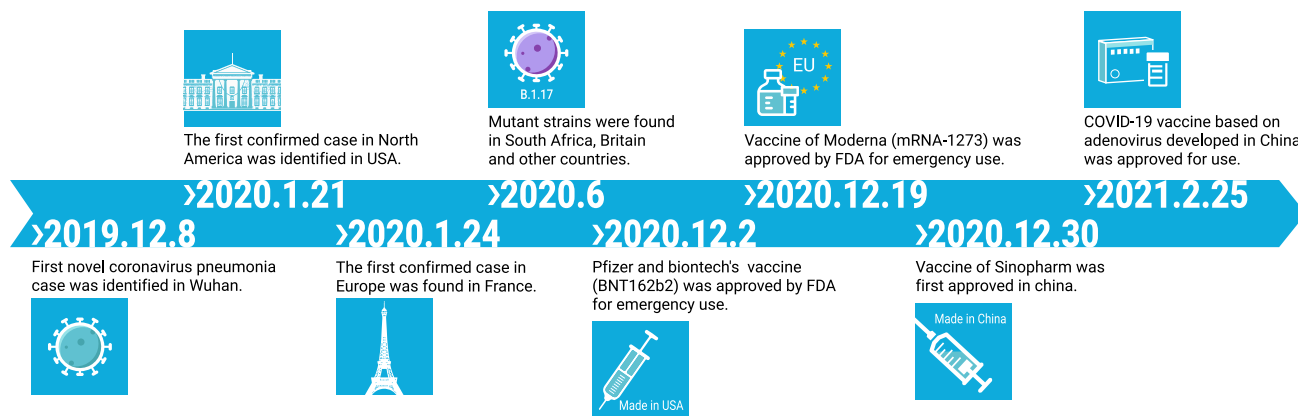 The first confirmed case in North
America was identified in USA.
B.1.17
Mutant strains were found
in South Africa, Britain
and other countries.
EU
Vaccine of Moderna (mRNA-1273) was
approved by FDA for emergency use.
COVID-19 vaccine based on
adenovirus developed in China
was approved for use.
›2020.1.21
›2020.6
›2020.12.19
›2021.2.25
›2019.12.8
›2020.1.24
›2020.12.2
›2020.12.30
First novel coronavirus pneumonia
case was identified in Wuhan.
The first confirmed case in
Europe was found in France.
Pfizer and biontech's vaccine
(BNT162b2) was approved by FDA
for emergency use.
Made in USA
Vaccine of Sinopharm was
first approved in china.
Made in China